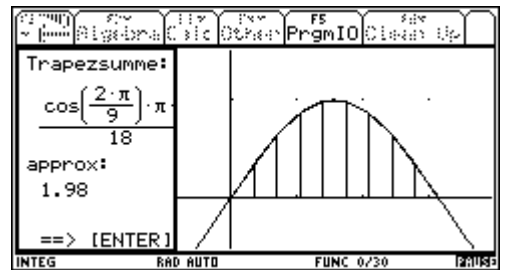 Algebra Calc Other F5 PrgmIO Clean Up
Trapezsumme:
cos(2·π/9)·π
18
approx:
1.98
==> [ENTER]
INTEG RAD AUTO FUNC 0/30 PAUSE